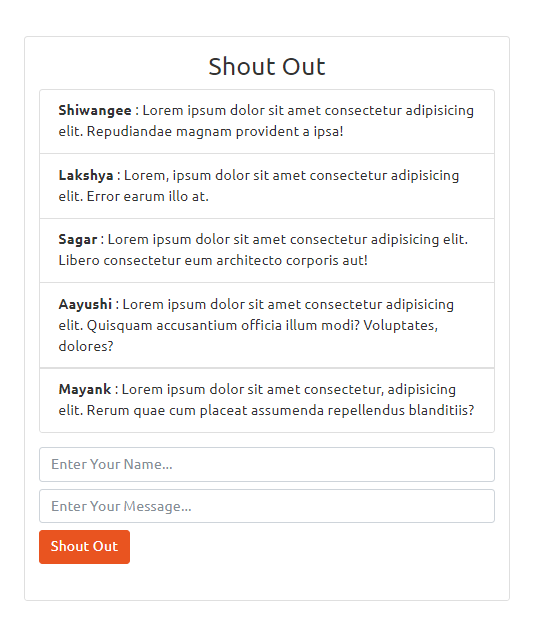 Shout Out
Shiwangee : Lorem ipsum dolor sit amet consectetur adipisicing
elit. Repudiandae magnam provident a ipsa!
Lakshya : Lorem, ipsum dolor sit amet consectetur adipisicing
elit. Error earum illo at.
Sagar : Lorem ipsum dolor sit amet consectetur adipisicing elit.
Libero consectetur eum architecto corporis aut!
Aayushi : Lorem ipsum dolor sit amet consectetur adipisicing
elit. Quisquam accusantium officia illum modi? Voluptates,
dolores?
Mayank : Lorem ipsum dolor sit amet consectetur, adipisicing
elit. Rerum quae cum placeat assumenda repellendus blanditiis?
Enter Your Name...
Enter Your Message...
Shout Out